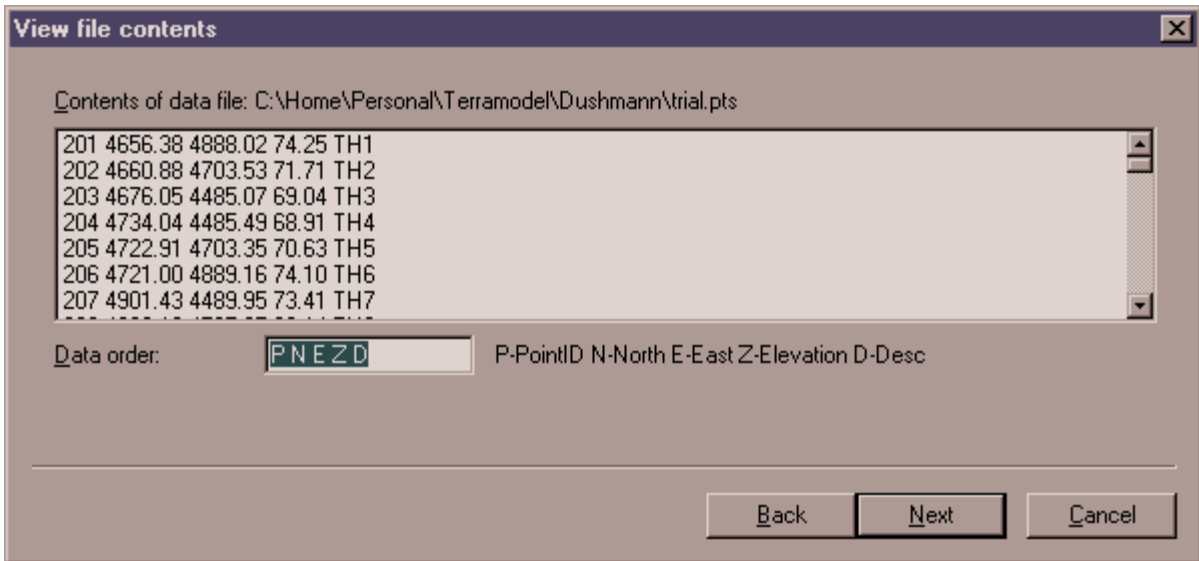 View file contents
Contents of data file: C:\Home\Personal\Terramodel\Dushmann\trial.pts
201 4656.38 4888.02 74.25 TH1
202 4660.88 4703.53 71.71 TH2
203 4676.05 4485.07 69.04 TH3
204 4734.04 4485.49 68.91 TH4
205 4722.91 4703.35 70.63 TH5
206 4721.00 4889.16 74.10 TH6
207 4901.43 4489.95 73.41 TH7
Data order: P N E Z D P-PointID N-North E-East Z-Elevation D-Desc
Back Next Cancel